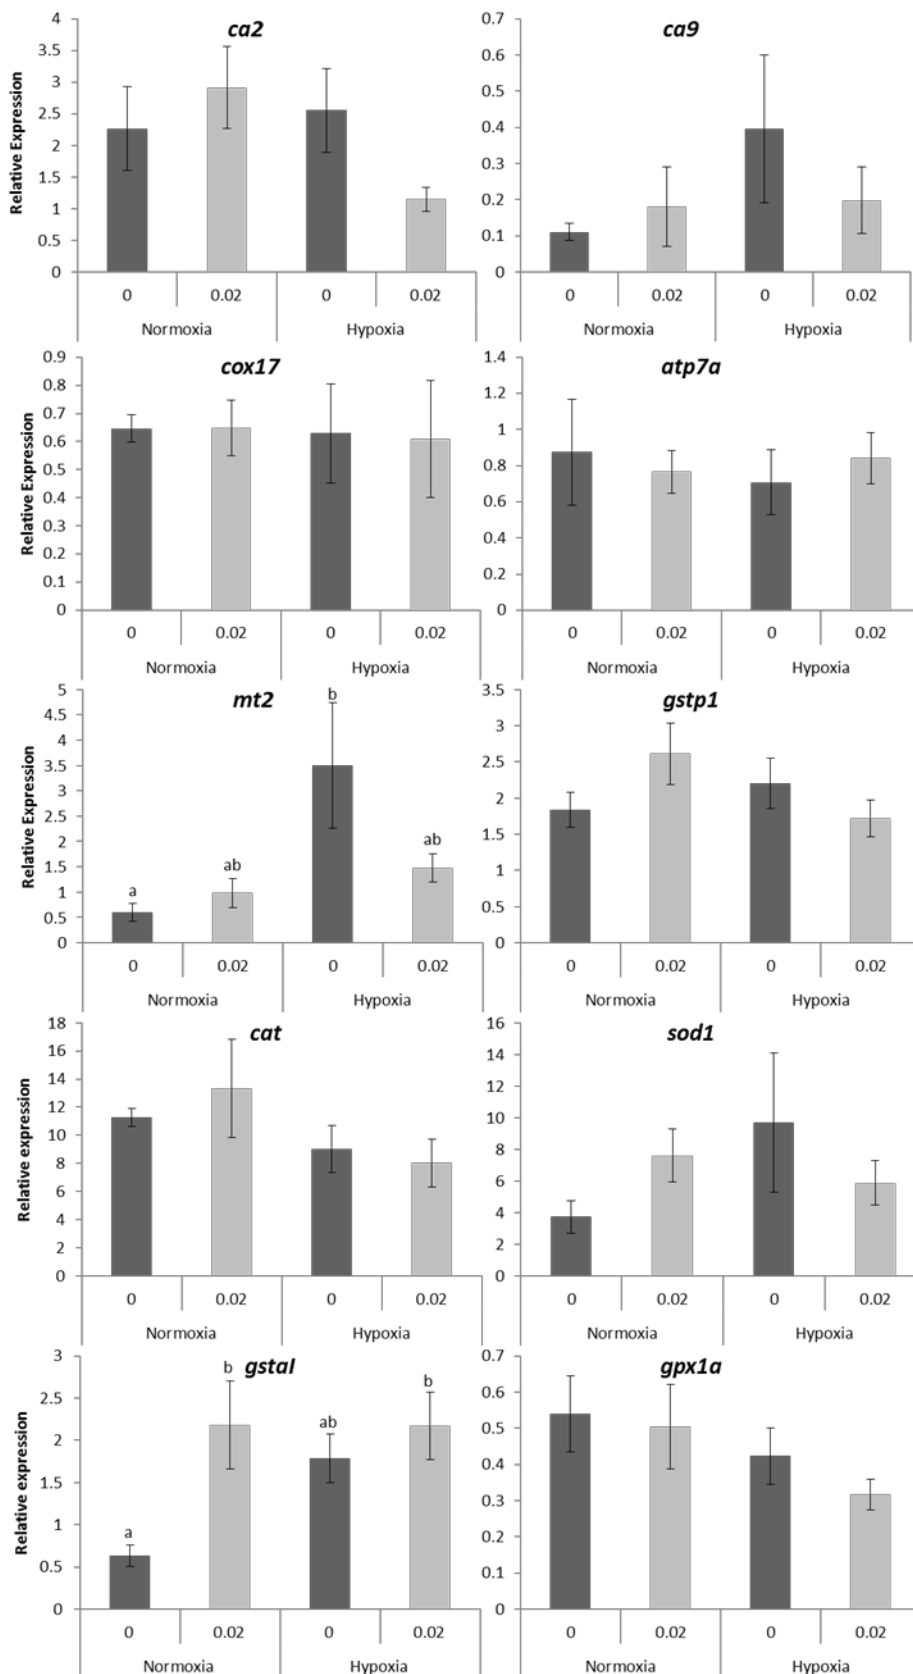 ca2
4
3.5
3
2.5
2
1.5
1
0.5
0
Relative Expression
0 0.02 0 0.02
Normoxia Hypoxia
ca9
0.7
0.6
0.5
0.4
0.3
0.2
0.1
0
0 0.02 0 0.02
Normoxia Hypoxia
cox17
0.9
0.8
0.7
0.6
0.5
0.4
0.3
0.2
0.1
0
Relative Expression
0 0.02 0 0.02
Normoxia Hypoxia
atp7a
1.4
1.2
1
0.8
0.6
0.4
0.2
0
0 0.02 0 0.02
Normoxia Hypoxia
mt2
5
4.5
4
3.5
3
2.5
2
1.5
1
0.5
0
Relative Expression
a ab b ab
0 0.02 0 0.02
Normoxia Hypoxia
gstp1
3.5
3
2.5
2
1.5
1
0.5
0
0 0.02 0 0.02
Normoxia Hypoxia
cat
18
16
14
12
10
8
6
4
2
0
Relative expression
0 0.02 0 0.02
Normoxia Hypoxia
sod1
16
14
12
10
8
6
4
2
0
0 0.02 0 0.02
Normoxia Hypoxia
gstal
3
2.5
2
1.5
1
0.5
0
Relative expression
a b ab b
0 0.02 0 0.02
Normoxia Hypoxia
gpx1a
0.7
0.6
0.5
0.4
0.3
0.2
0.1
0
0 0.02 0 0.02
Normoxia Hypoxia